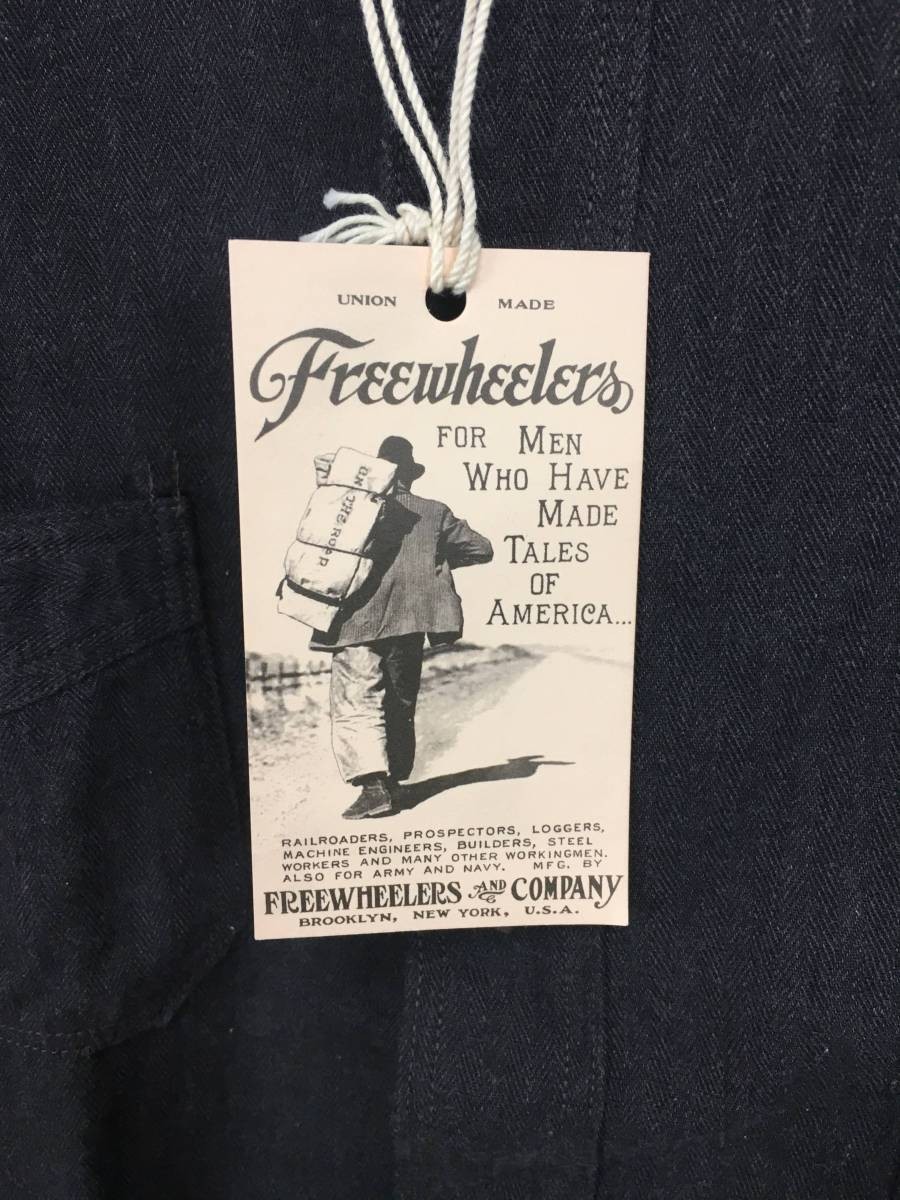 UNION MADE
Freewheelers
FOR MEN
WHO HAVE
MADE
TALES
OF
AMERICA...
ON THE ROAD
RAILROADERS, PROSPECTORS, LOGGERS,
MACHINE ENGINEERS, BUILDERS, STEEL
WORKERS AND MANY OTHER WORKINGMEN.
ALSO FOR ARMY AND NAVY. MFG. BY
FREEWHEELERS AND COMPANY
BROOKLYN, NEW YORK, U.S.A.